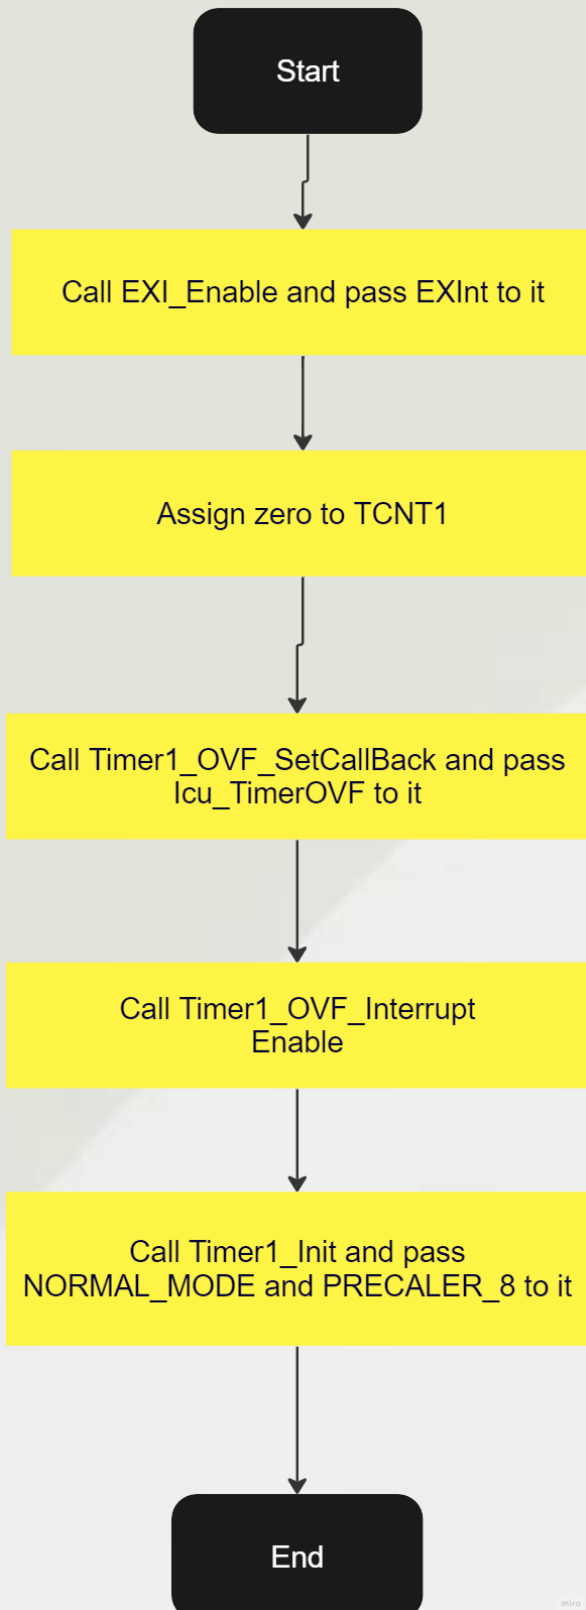 Start
Call EXI_Enable and pass EXInt to it
Assign zero to TCNT1
Call Timer1_OVF_SetCallBack and pass
Icu_TimerOVF to it
Call Timer1_OVF_Interrupt
Enable
Call Timer1_Init and pass
NORMAL_MODE and PRECALER_8 to it
End
miro